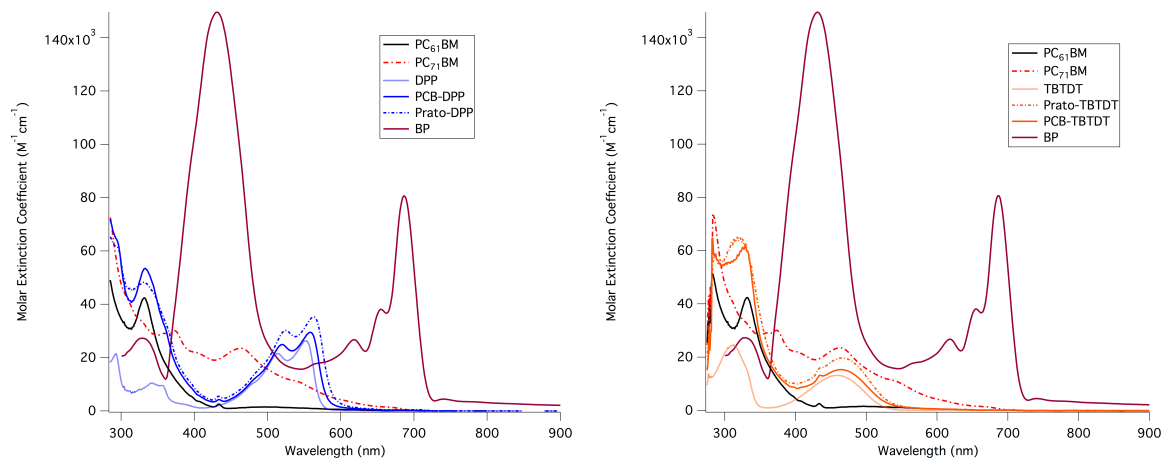 140x10³
120
100
80
60
40
20
0
Molar Extinction Coefficient (M⁻¹ cm⁻¹)
300 400 500 600 700 800 900
Wavelength (nm)
PC₆₁BM
PC₇₁BM
DPP
PCB-DPP
Prato-DPP
BP
140x10³
120
100
80
60
40
20
0
Molar Extinction Coefficient (M⁻¹ cm⁻¹)
300 400 500 600 700 800 900
Wavelength (nm)
PC₆₁BM
PC₇₁BM
TBTDT
Prato-TBTDT
PCB-TBTDT
BP